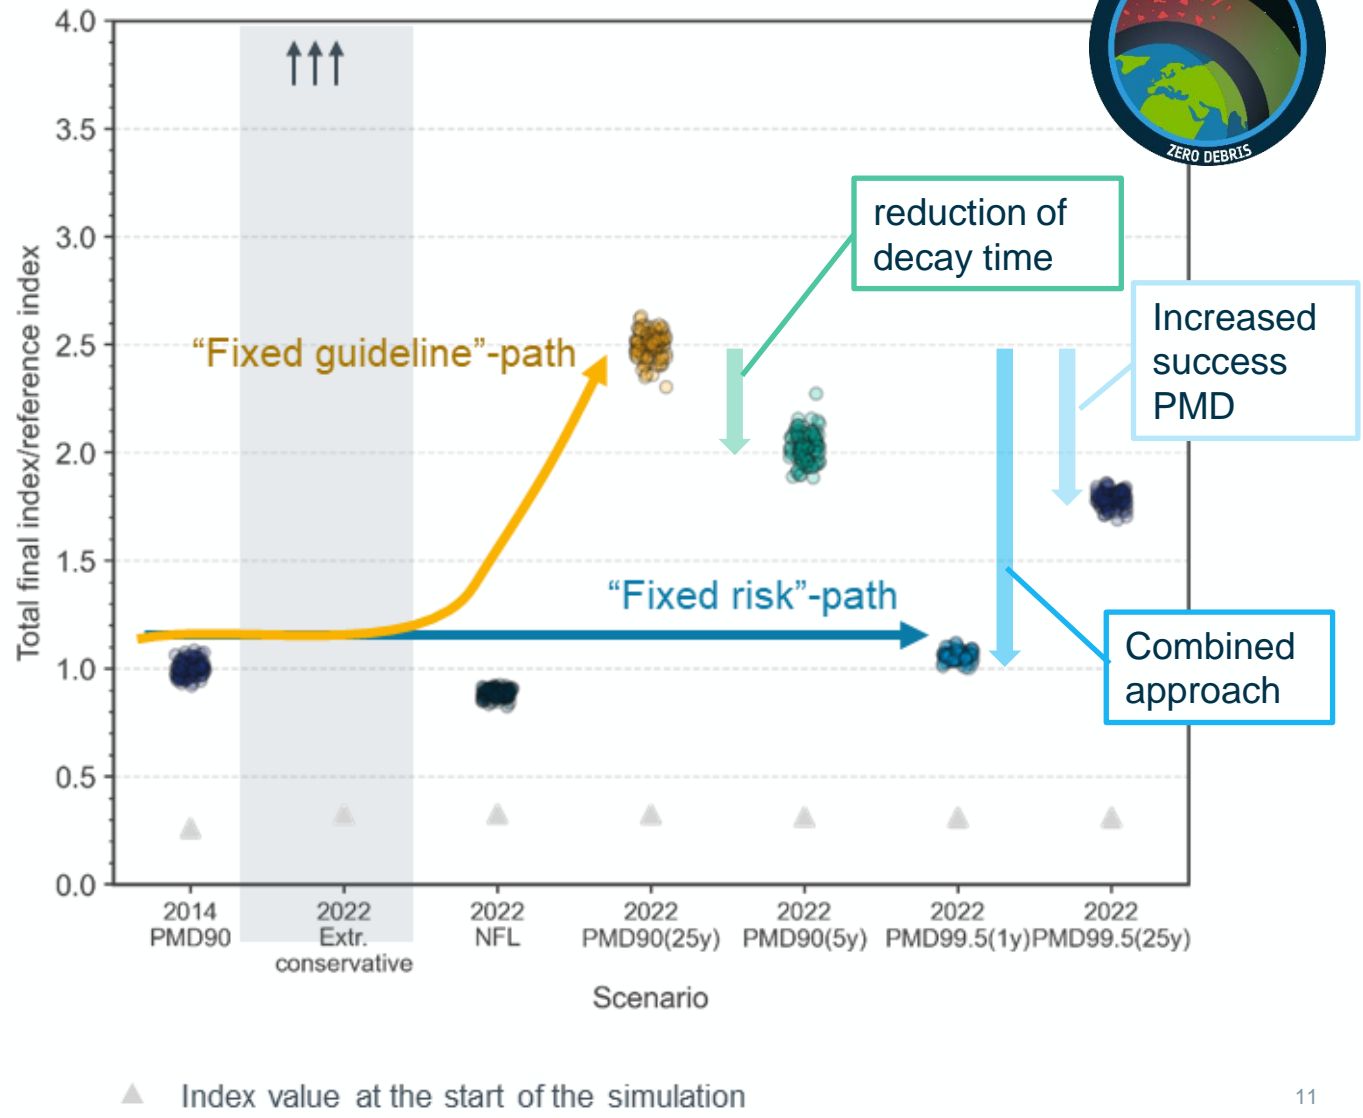 4.0
3.5
3.0
2.5
2.0
1.5
1.0
0.5
0.0
Total final index/reference index
ZERO DEBRIS
reduction of
decay time
Increased
success
PMD
"Fixed guideline"-path
"Fixed risk"-path
Combined
approach
2014
PMD90
2022
Extr.
conservative
2022
NFL
2022
PMD90(25y)
2022
PMD90(5y)
2022
PMD99.5(1y)
2022
PMD99.5(25y)
Scenario
Index value at the start of the simulation
11